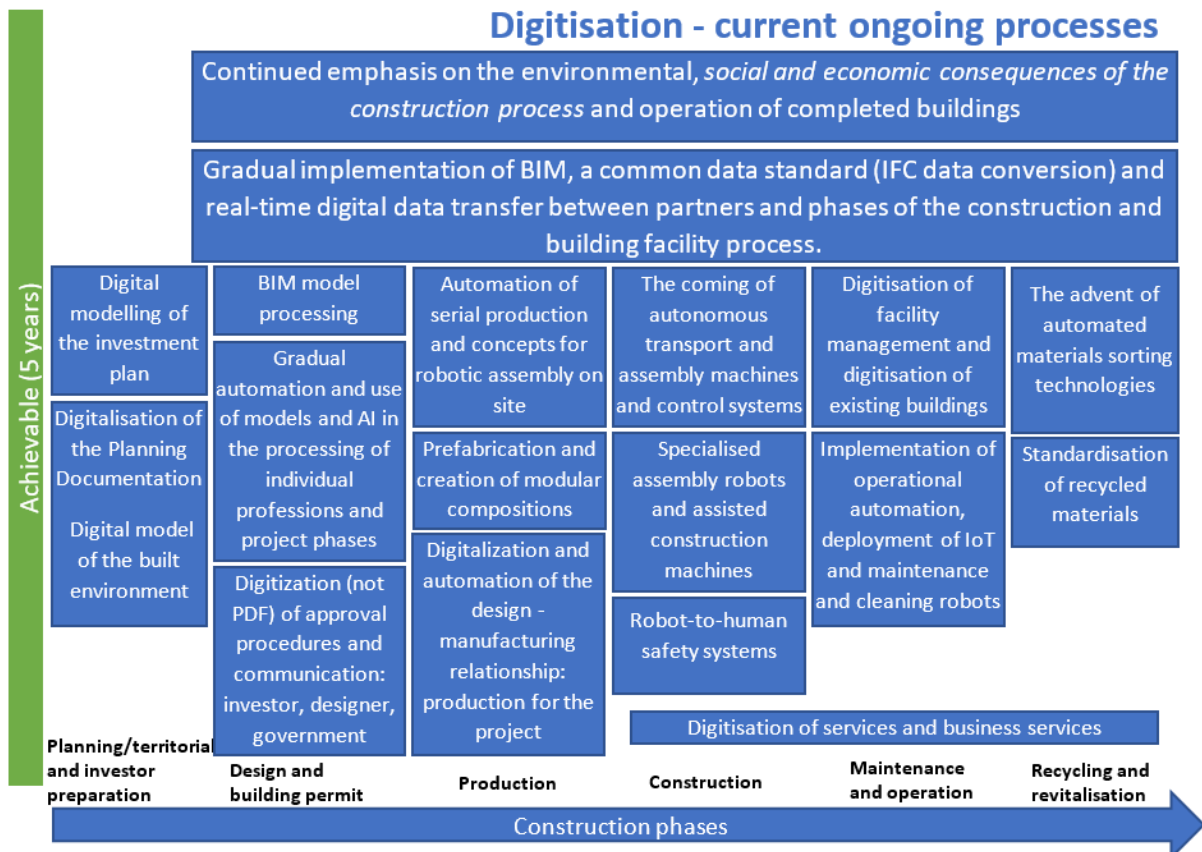 Digitisation - current ongoing processes
Continued emphasis on the environmental, social and economic consequences of the
construction process and operation of completed buildings
Gradual implementation of BIM, a common data standard (IFC data conversion) and
real-time digital data transfer between partners and phases of the construction and
building facility process.
Achievable (5 years)
Digital
modelling of
the investment
plan
Digitalisation of
the Planning
Documentation
Digital model
of the built
environment
BIM model
processing
Gradual
automation and use
of models and AI in
the processing of
individual
professions and
project phases
Digitization (not
PDF) of approval
procedures and
communication:
investor, designer,
government
Automation of
serial production
and concepts for
robotic assembly on
site
Prefabrication and
creation of modular
compositions
Digitalization and
automation of the
design -
manufacturing
relationship:
production for the
project
The coming of
autonomous
transport and
assembly machines
and control systems
Specialised
assembly robots
and assisted
construction
machines
Robot-to-human
safety systems
Digitisation of
facility
management and
digitisation of
existing buildings
Implementation of
operational
automation,
deployment of IoT
and maintenance
and cleaning robots
The advent of
automated
materials sorting
technologies
Standardisation
of recycled
materials
Digitisation of services and business services
Planning/territorial
and investor
preparation
Design and
building permit
Production
Construction
Maintenance
and operation
Recycling and
revitalisation
Construction phases